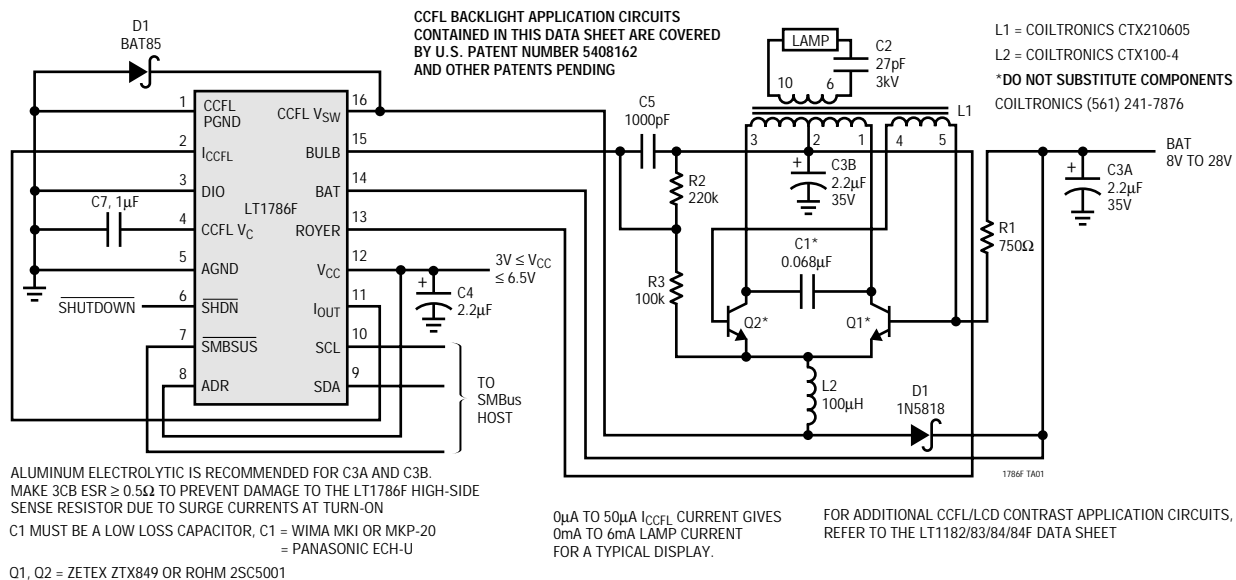 D1
BAT85
CCFL BACKLIGHT APPLICATION CIRCUITS
CONTAINED IN THIS DATA SHEET ARE COVERED
BY U.S. PATENT NUMBER 5408162
AND OTHER PATENTS PENDING
LAMP
C2
27pF
3kV
10
6
L1 = COILTRONICS CTX210605
L2 = COILTRONICS CTX100-4
*DO NOT SUBSTITUTE COMPONENTS
COILTRONICS (561) 241-7876
1
CCFL
PGND
CCFL VSW
16
2
ICCFL
BULB
15
3
DIO
BAT
14
LT1786F
4
CCFL VC
ROYER
13
5
AGND
VCC
12
6
SHDN
IOUT
11
7
SMBSUS
SCL
10
8
ADR
SDA
9
C7, 1µF
SHUTDOWN
C5
1000pF
L1
3
2
1
4
5
R2
220k
+
C3B
2.2µF
35V
BAT
8V TO 28V
+
C3A
2.2µF
35V
R1
750Ω
C1*
0.068µF
R3
100k
3V ≤ VCC
≤ 6.5V
+
C4
2.2µF
Q2*
Q1*
TO
SMBus
HOST
L2
100µH
D1
1N5818
1786F TA01
ALUMINUM ELECTROLYTIC IS RECOMMENDED FOR C3A AND C3B.
MAKE 3CB ESR ≥ 0.5Ω TO PREVENT DAMAGE TO THE LT1786F HIGH-SIDE
SENSE RESISTOR DUE TO SURGE CURRENTS AT TURN-ON
C1 MUST BE A LOW LOSS CAPACITOR, C1 = WIMA MKI OR MKP-20
= PANASONIC ECH-U
Q1, Q2 = ZETEX ZTX849 OR ROHM 2SC5001
0µA TO 50µA ICCFL CURRENT GIVES
0mA TO 6mA LAMP CURRENT
FOR A TYPICAL DISPLAY.
FOR ADDITIONAL CCFL/LCD CONTRAST APPLICATION CIRCUITS,
REFER TO THE LT1182/83/84/84F DATA SHEET